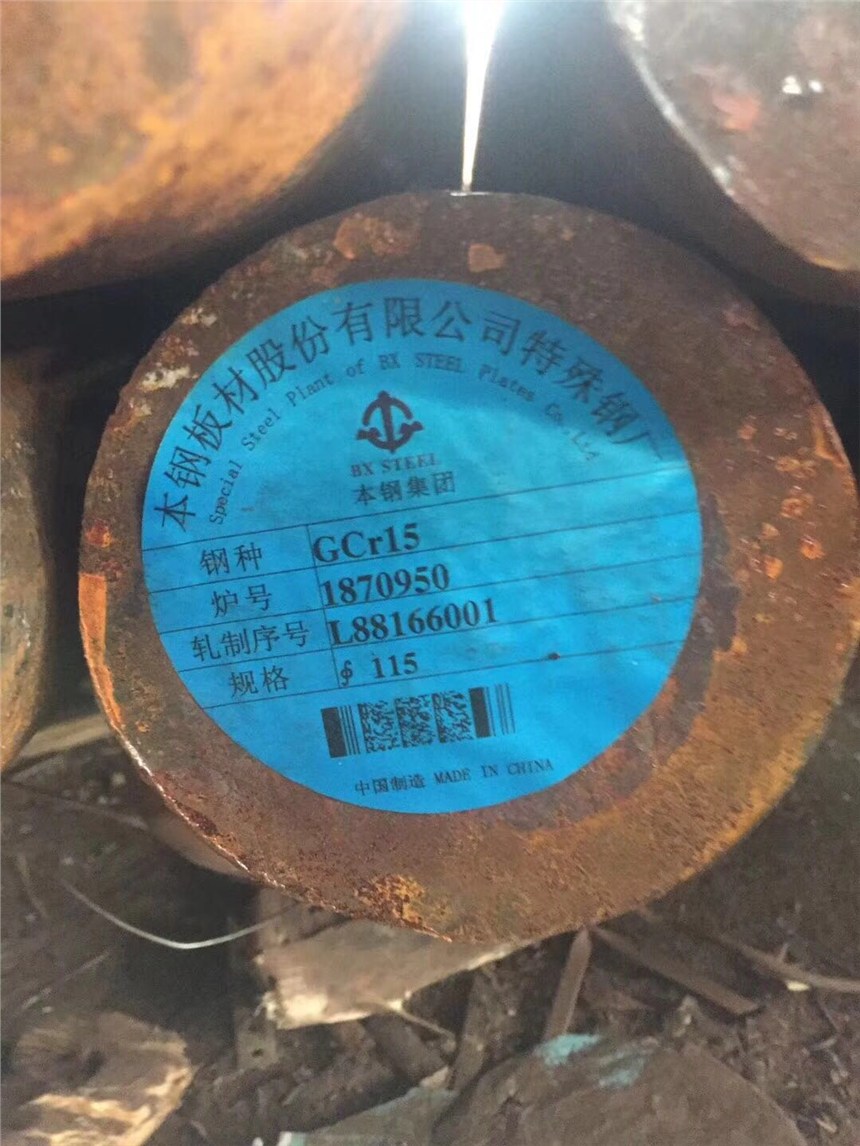 本钢板材股份有限公司特殊钢厂
Special Steel Plant of BX STEEL Plates Co.,Ltd
BX STEEL
本钢集团
钢种 GCr15
炉号 1870950
轧制序号 L88166001
规格 ∮ 115
中国制造 MADE IN CHINA